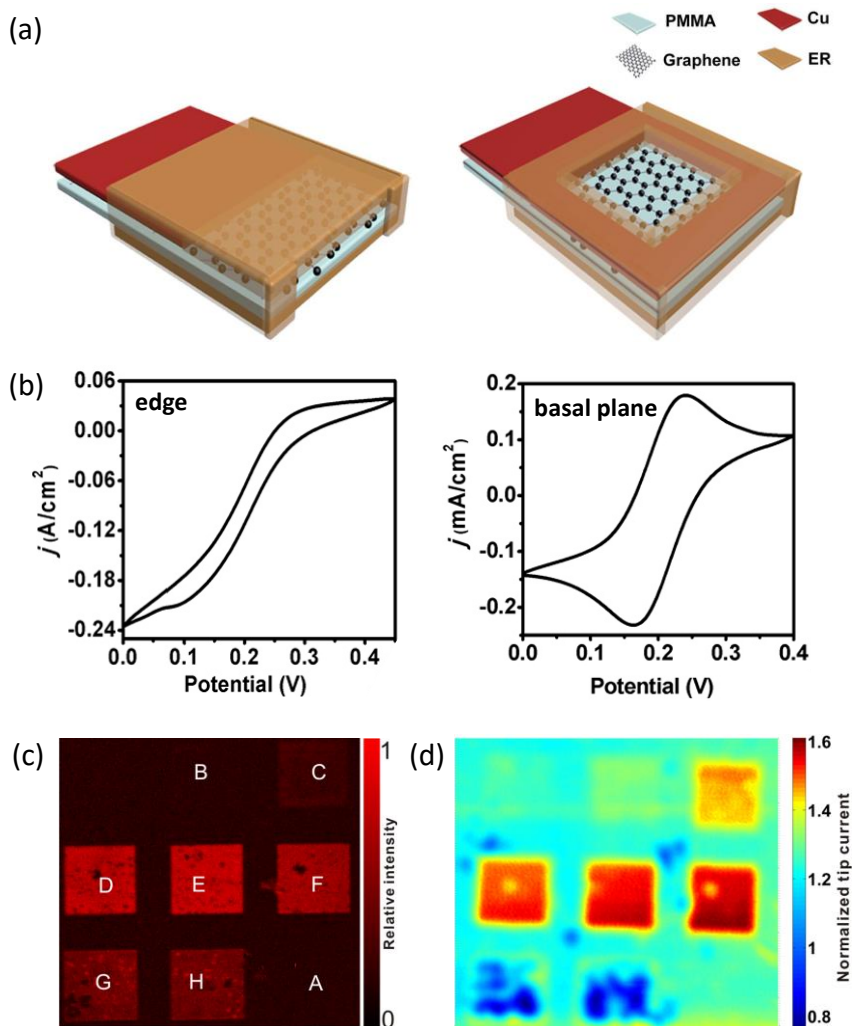 (a)
PMMA
Cu
Graphene
ER
(b)
edge
j (A/cm²)
0.06
0.00
-0.06
-0.12
-0.18
-0.24
0.0 0.1 0.2 0.3 0.4
Potential (V)
basal plane
j (mA/cm²)
0.2
0.1
0.0
-0.1
-0.2
0.0 0.1 0.2 0.3 0.4
Potential (V)
(c)
B C
D E F
G H A
1
Relative intensity
0
(d)
1.6
1.4
1.2
1
0.8
Normalized tip current